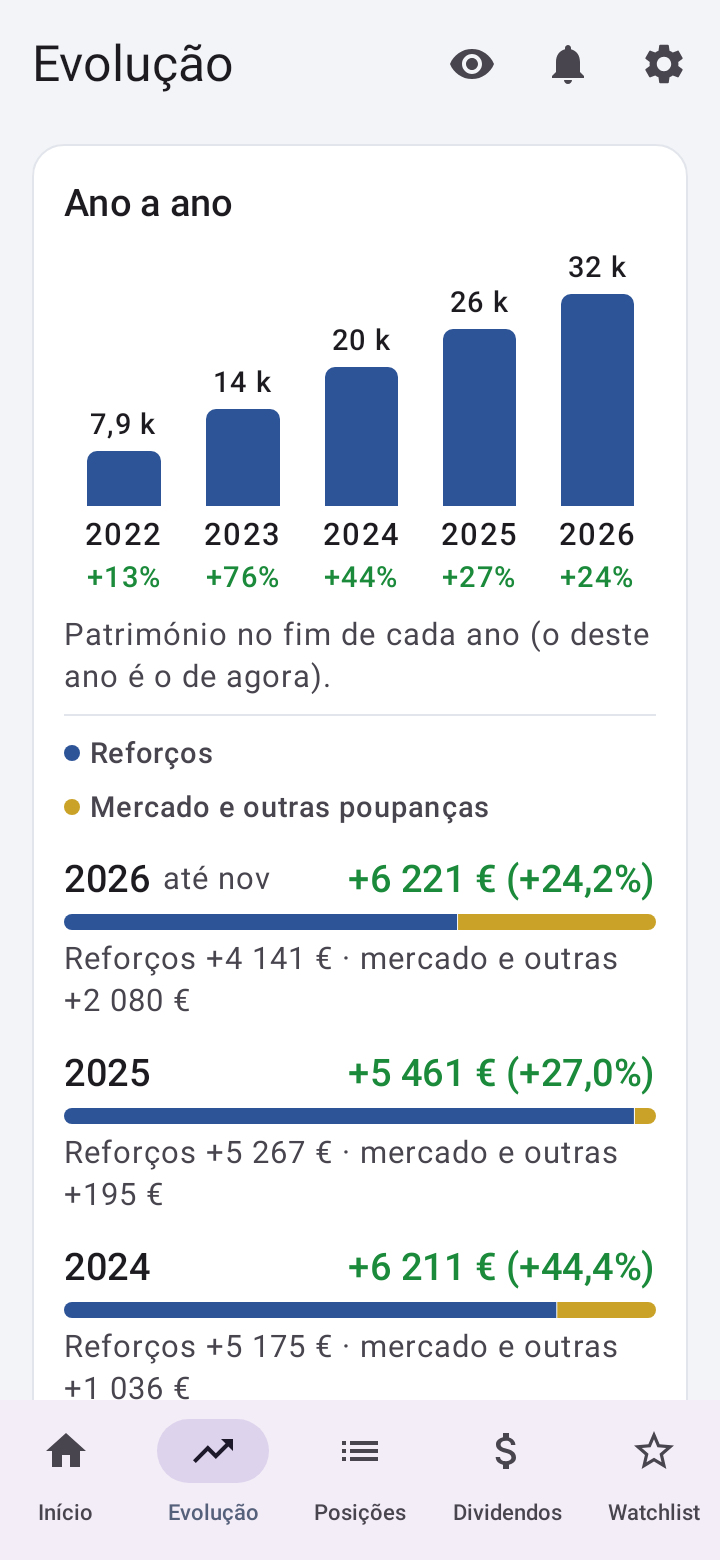 Evolução
Ano a ano
32 k
26 k
20 k
14 k
7,9 k
2022 2023 2024 2025 2026
+13% +76% +44% +27% +24%
Património no fim de cada ano (o deste
ano é o de agora).
Reforços
Mercado e outras poupanças
2026 até nov +6 221 € (+24,2%)
Reforços +4 141 € · mercado e outras
+2 080 €
2025 +5 461 € (+27,0%)
Reforços +5 267 € · mercado e outras
+195 €
2024 +6 211 € (+44,4%)
Reforços +5 175 € · mercado e outras
+1 036 €
Início Evolução Posições Dividendos Watchlist